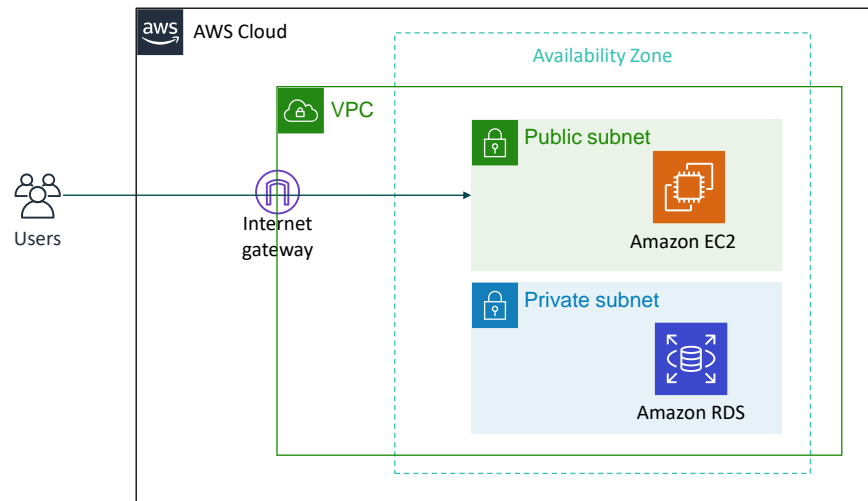 aws
AWS Cloud
Availability Zone
VPC
Public subnet
Users
Internet
gateway
Amazon EC2
Private subnet
Amazon RDS